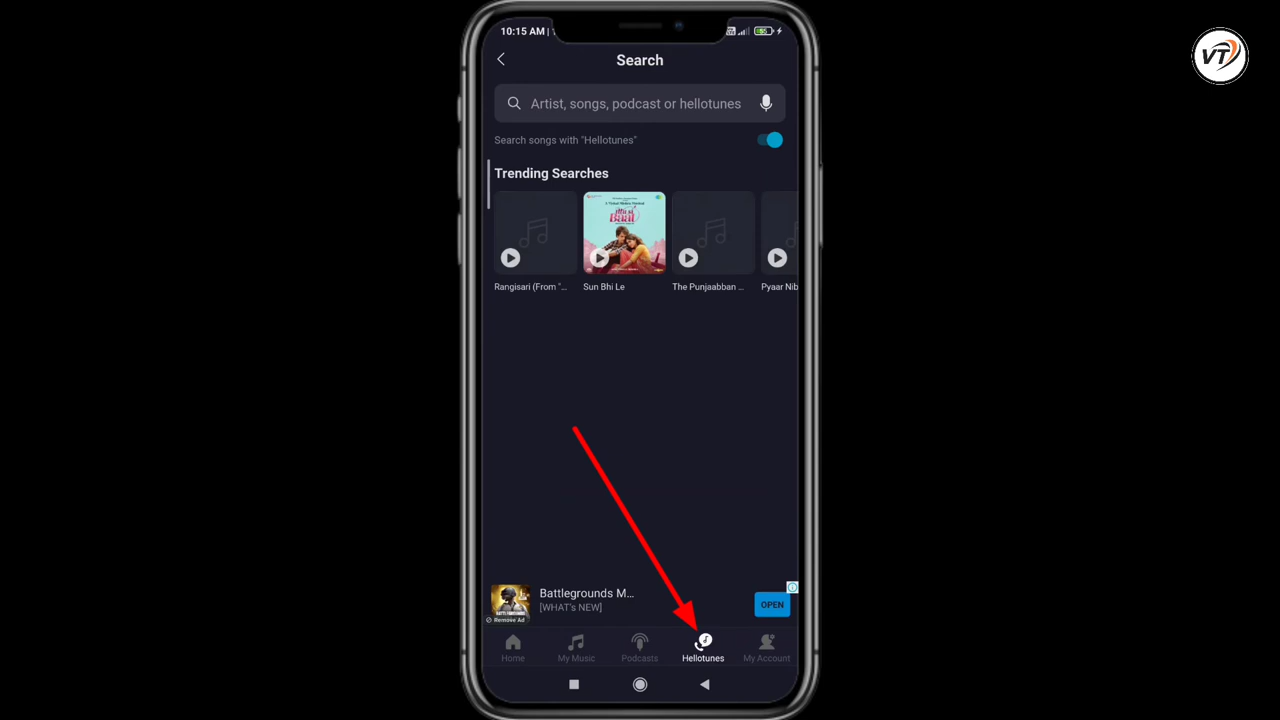 10:15 AM
55
VT
Search
Artist, songs, podcast or hellotunes
Search songs with "Hellotunes"
Trending Searches
Baat
Rangisari (From "...
Sun Bhi Le
The Punjaabban ...
Pyaar Nib
Battlegrounds M...
[WHAT's NEW]
OPEN
Remove Ad
Home
My Music
Podcasts
Hellotunes
My Account